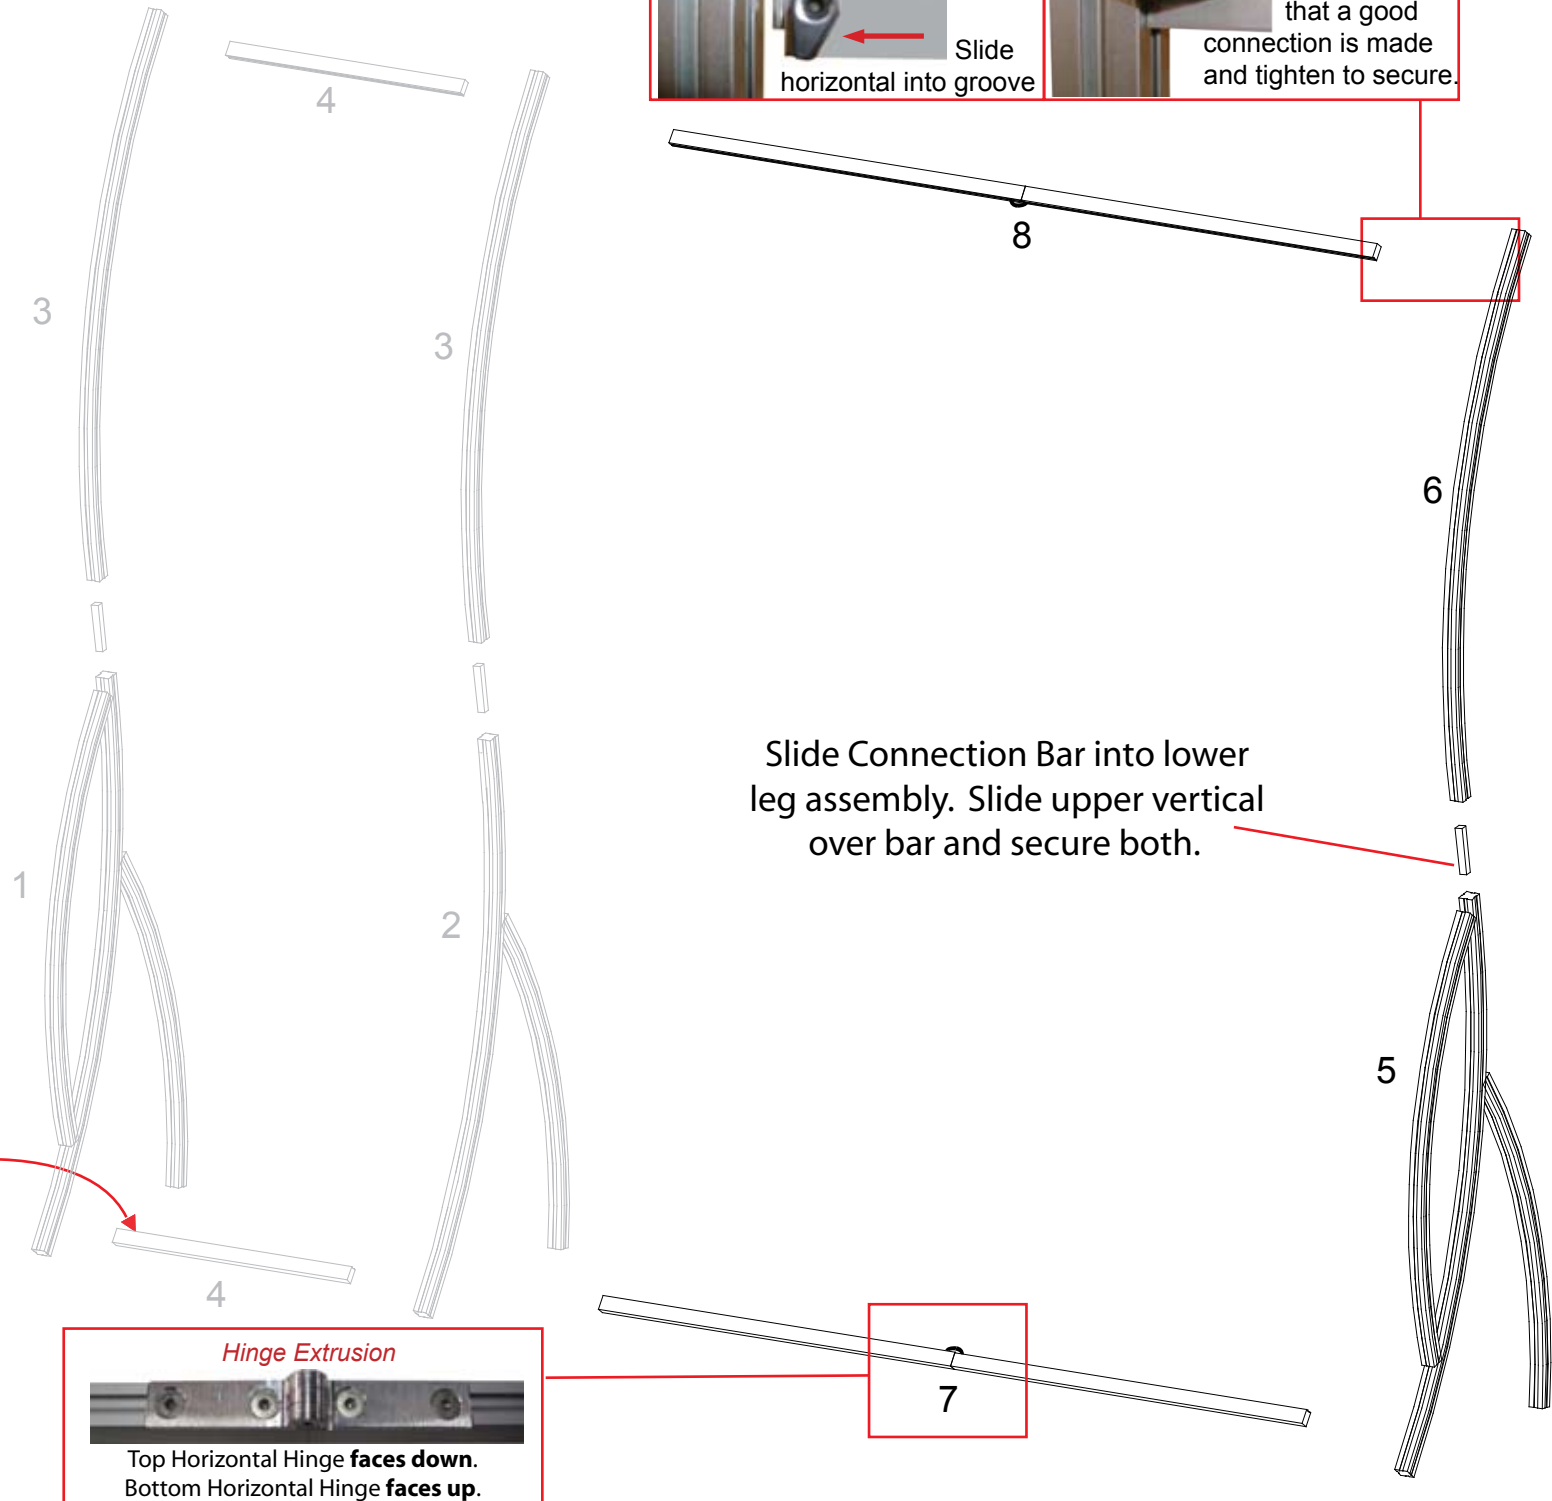 Slide
horizontal into groove
that a good
connection is made
and tighten to secure.
4
8
3
3
6
Slide Connection Bar into lower
leg assembly.  Slide upper vertical
over bar and secure both.
1
2
5
4
7
Hinge Extrusion
Top Horizontal Hinge faces down.
Bottom Horizontal Hinge faces up.